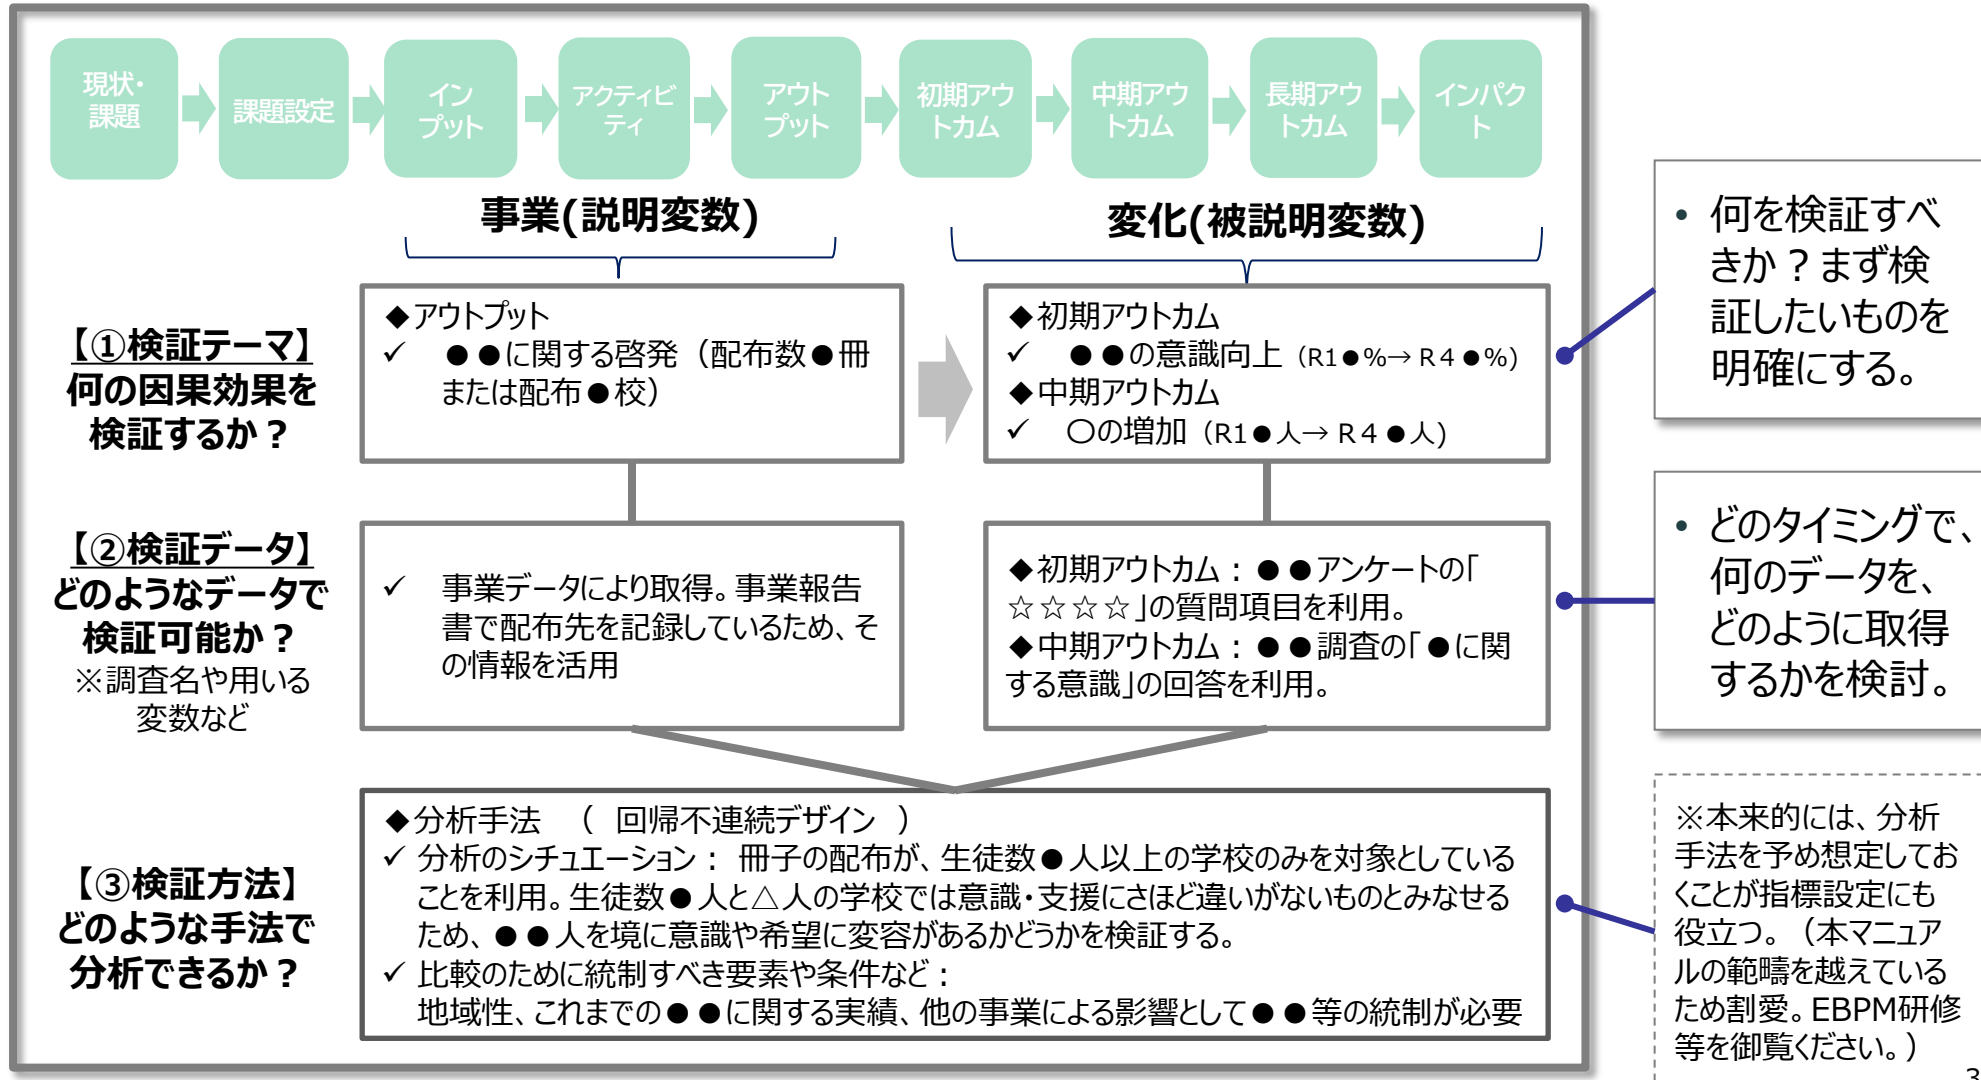 現状・
課題
課題設定
イン
プット
アクティビ
ティ
アウト
プット
初期アウ
トカム
中期アウ
トカム
長期アウ
トカム
インパク
ト
事業(説明変数)
変化(被説明変数)
【①検証テーマ】
何の因果効果を
検証するか？
◆アウトプット
✓ ●●に関する啓発（配布数●冊
または配布●校）
◆初期アウトカム
✓ ●●の意識向上（R1●%→R４●%）
◆中期アウトカム
✓ 〇の増加（R1●人→R４●人）
• 何を検証すべ
きか？まず検
証したいものを
明確にする。
【②検証データ】
どのようなデータで
検証可能か？
※調査名や用いる
変数など
✓ 事業データにより取得。事業報告
書で配布先を記録しているため、そ
の情報を活用
◆初期アウトカム：●●アンケートの「
☆☆☆☆」の質問項目を利用。
◆中期アウトカム：●●調査の「●に関
する意識」の回答を利用。
• どのタイミングで、
何のデータを、
どのように取得
するかを検討。
【③検証方法】
どのような手法で
分析できるか？
◆分析手法　（　回帰不連続デザイン　）
✓ 分析のシチュエーション： 冊子の配布が、生徒数●人以上の学校のみを対象としている
ことを利用。生徒数●人と△人の学校では意識・支援にさほど違いがないものとみなせる
ため、●●人を境に意識や希望に変容があるかどうかを検証する。
✓ 比較のために統制すべき要素や条件など：
地域性、これまでの●●に関する実績、他の事業による影響として●●等の統制が必要
※本来的には、分析
手法を予め想定してお
くことが指標設定にも
役立つ。（本マニュア
ルの範疇を越えている
ため割愛。EBPM研修
等を御覧ください。）